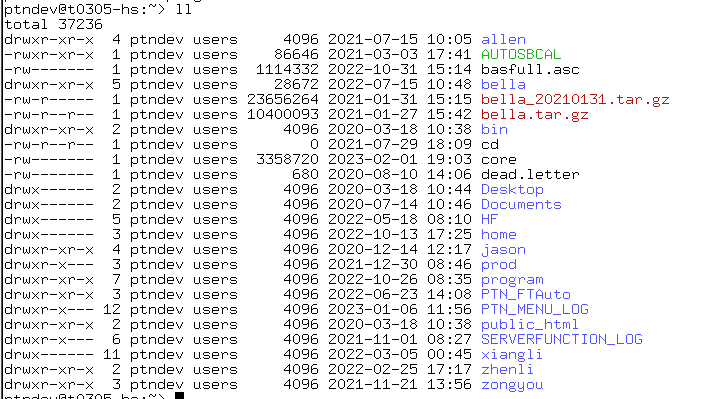 ptndev@t0305-hs:~> ll
total 37236
drwxr-xr-x  4 ptndev users     4096 2021-07-15 10:05 allen
-rwxr-xr-x  1 ptndev users    86646 2021-03-03 17:41 AUTOSBCAL
-rw-------  1 ptndev users  1114332 2022-10-31 15:14 basfull.asc
drwxr-xr-x  5 ptndev users    28672 2022-07-15 10:48 bella
-rw-r-----  1 ptndev users 23656264 2021-01-31 15:15 bella_20210131.tar.gz
-rw-r--r--  1 ptndev users 10400093 2021-01-27 15:42 bella.tar.gz
drwxr-xr-x  2 ptndev users     4096 2020-03-18 10:38 bin
-rw-r--r--  1 ptndev users        0 2021-07-29 18:09 cd
-rw-------  1 ptndev users  3358720 2023-02-01 19:03 core
-rw-------  1 ptndev users      680 2020-08-10 14:06 dead.letter
drwx------  2 ptndev users     4096 2020-03-18 10:44 Desktop
drwx------  2 ptndev users     4096 2020-07-14 10:46 Documents
drwx------  5 ptndev users     4096 2022-05-18 08:10 HF
drwx------  3 ptndev users     4096 2022-10-13 17:25 home
drwxr-xr-x  4 ptndev users     4096 2020-12-14 12:17 jason
drwxr-x---  3 ptndev users     4096 2021-12-30 08:46 prod
drwxr-xr-x  7 ptndev users     4096 2022-10-26 08:35 program
drwxr-xr-x  3 ptndev users     4096 2022-06-23 14:08 PTN_FTAuto
drwxr-x--- 12 ptndev users     4096 2023-01-06 11:56 PTN_MENU_LOG
drwxr-xr-x  2 ptndev users     4096 2020-03-18 10:38 public_html
drwxr-x---  6 ptndev users     4096 2021-11-01 08:27 SERVERFUNCTION_LOG
drwxr----- 11 ptndev users     4096 2022-03-05 00:45 xiangli
drwxr-xr-x  2 ptndev users     4096 2022-02-25 17:17 zhenli
drwxr-xr-x  3 ptndev users     4096 2021-11-21 13:56 zongyou
ptndev@t0305-hs:~>